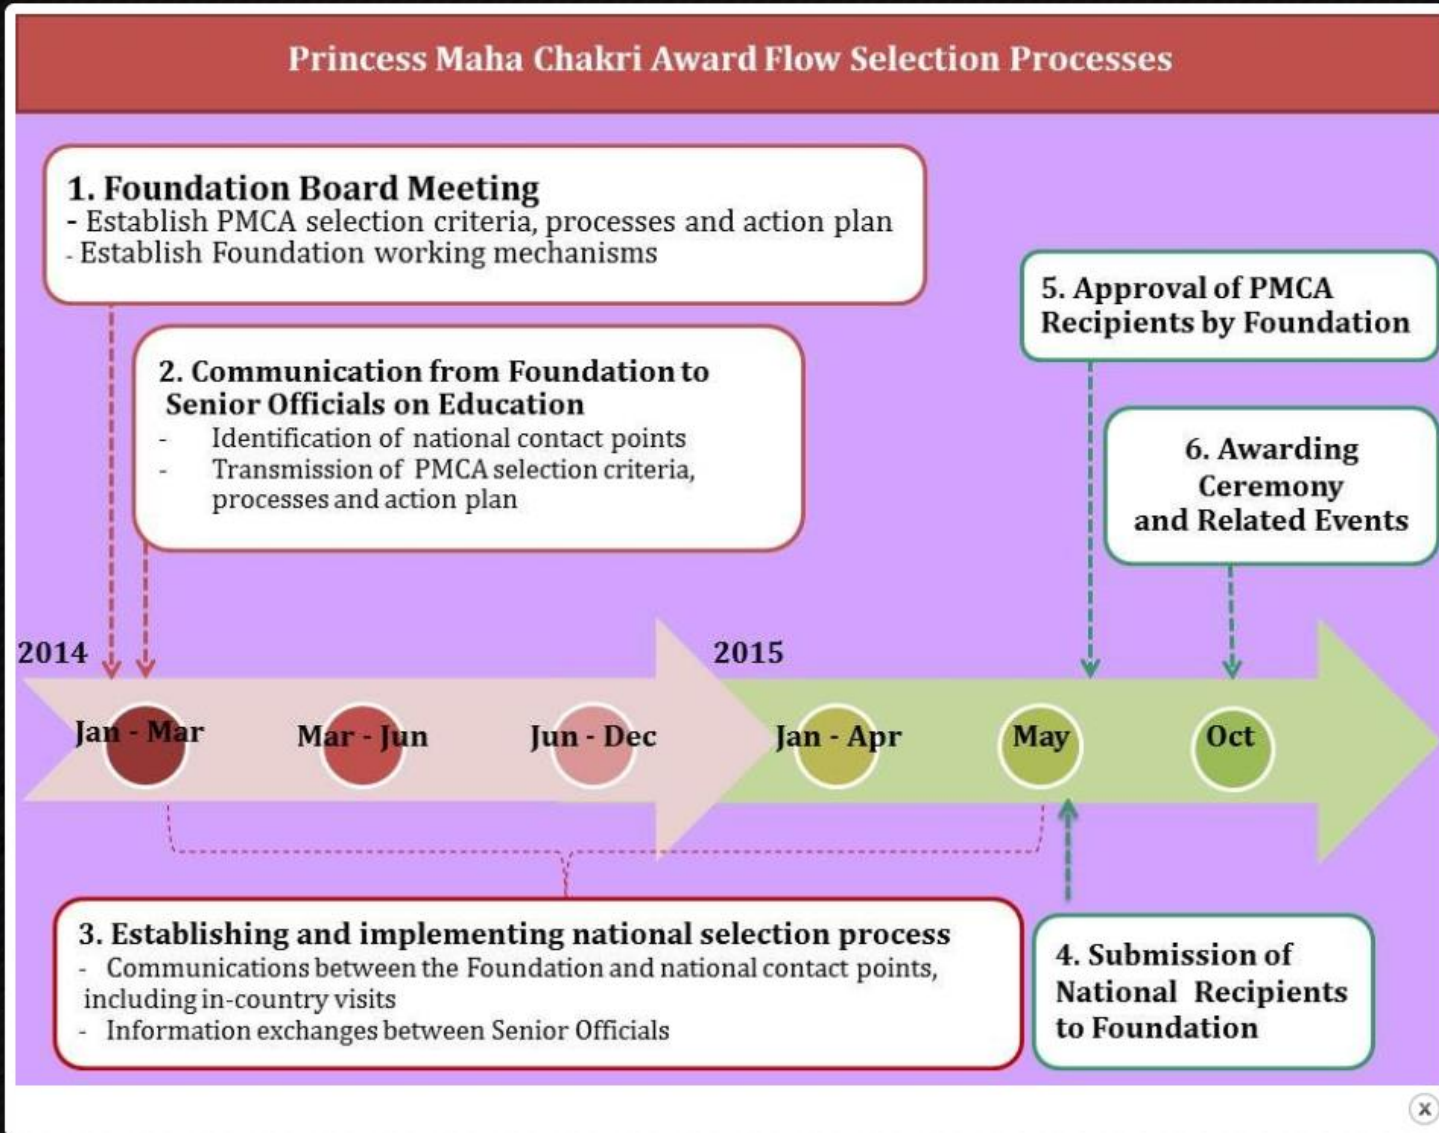 Princess Maha Chakri Award Flow Selection Processes
1. Foundation Board Meeting
- Establish PMCA selection criteria, processes and action plan
- Establish Foundation working mechanisms
2. Communication from Foundation to
Senior Officials on Education
- Identification of national contact points
- Transmission of PMCA selection criteria,
processes and action plan
5. Approval of PMCA
Recipients by Foundation
6. Awarding
Ceremony
and Related Events
2014
2015
Jan - Mar
Mar - Jun
Jun - Dec
Jan - Apr
May
Oct
3. Establishing and implementing national selection process
- Communications between the Foundation and national contact points,
including in-country visits
- Information exchanges between Senior Officials
4. Submission of
National Recipients
to Foundation
x